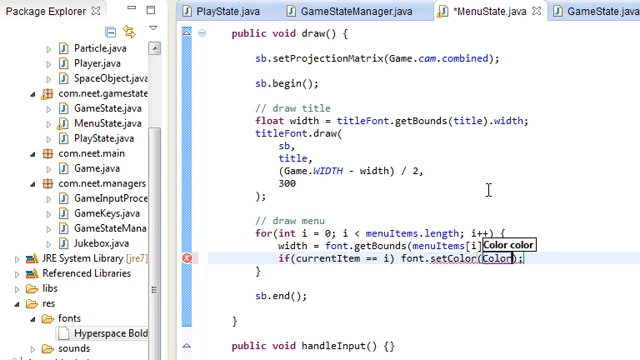 Package Explorer
Particle.java
Player.java
SpaceObject.java
com.neet.gamestate
GameState.java
MenuState.java
PlayState.java
com.neet.main
Game.java
com.neet.managers
GameInputProce
GameKeys.java
GameStateMana
Jukebox.java
JRE System Library [jre7]
Referenced Libraries
res
fonts
Hyperspace Bold
sounds
PlayState.java
GameStateManager.java
*MenuState.java
GameState.java
public void draw() {
sb.setProjectionMatrix(Game.cam.combined);
sb.begin();
// draw title
float width = titleFont.getBounds(title).width;
titleFont.draw(
sb,
title,
(Game.WIDTH - width) / 2,
300
);
// draw menu
for(int i = 0; i < menuItems.length; i++) {
width = font.getBounds(menuItems[i]
Color color
if(currentItem == i) font.setColor(Color);
}
sb.end();
}
public void handleInput() {}